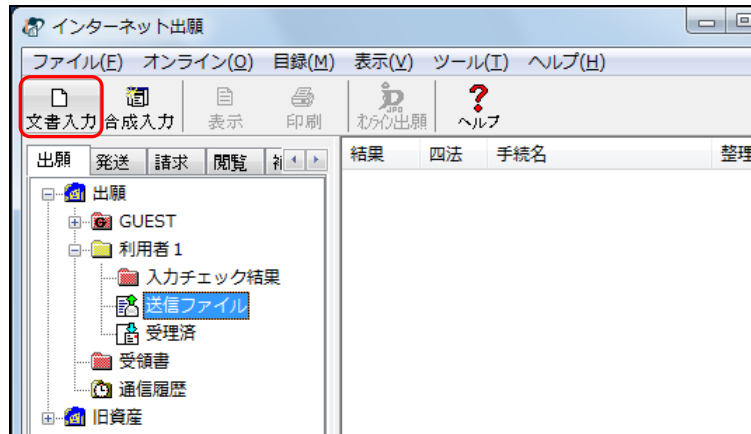 インターネット出願
ファイル(F) オンライン(O) 目録(M) 表示(V) ツール(T) ヘルプ(H)
文書入力 合成入力 表示 印刷 オンライン出願 ヘルプ
出願 発送 請求 閲覧
結果 四法 手続名 整理
出願
GUEST
利用者1
入力チェック結果
送信ファイル
受理済
受領書
通信履歴
旧資産